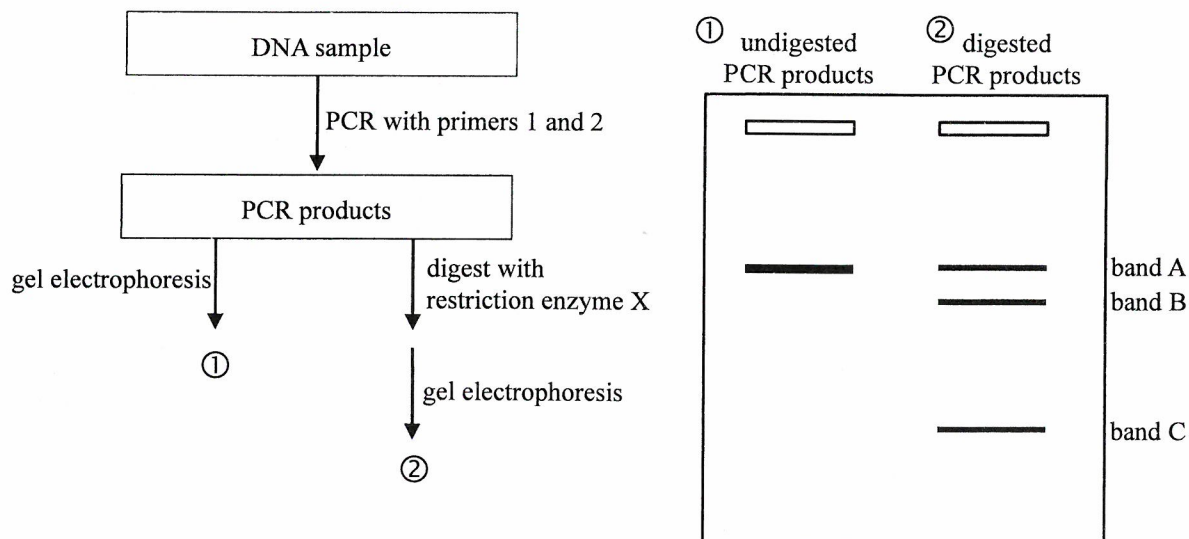 DNA sample
PCR with primers 1 and 2
PCR products
gel electrophoresis
digest with
restriction enzyme X
①
gel electrophoresis
②
① undigested
PCR products
② digested
PCR products
band A
band B
band C